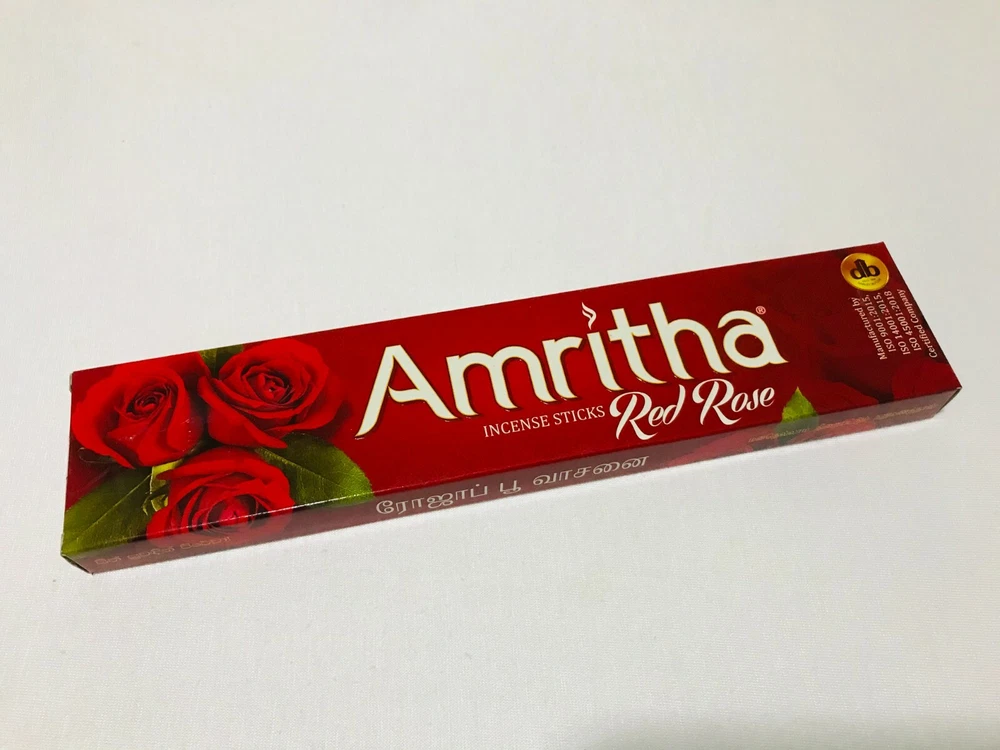 Amritha®
INCENSE STICKS Red Rose
db
Manufactured by
ISO 9001:2015,
ISO 14001:2015,
ISO 45001:2018
Certified Company
ரோஜாப் பூ வாசனை